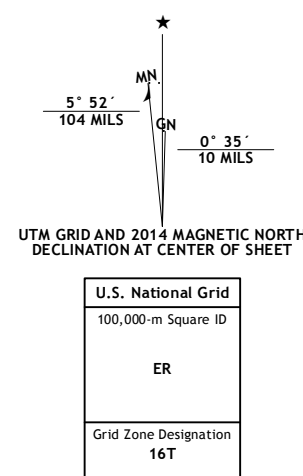 MN.
GN
5° 52´
104 MILS
0° 35´
10 MILS
UTM GRID AND 2014 MAGNETIC NORTH
DECLINATION AT CENTER OF SHEET
U.S. National Grid
100,000-m Square ID
ER
Grid Zone Designation
16T